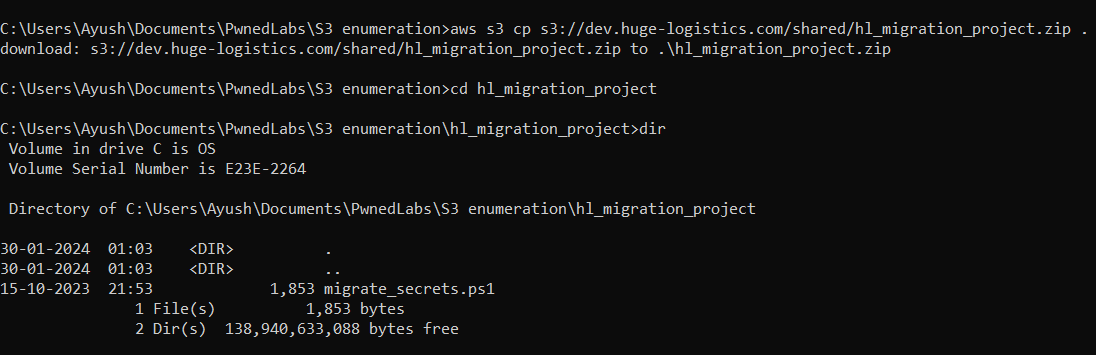 C:\Users\Ayush\Documents\PwnedLabs\S3 enumeration>aws s3 cp s3://dev.huge-logistics.com/shared/hl_migration_project.zip .
download: s3://dev.huge-logistics.com/shared/hl_migration_project.zip to .\hl_migration_project.zip
C:\Users\Ayush\Documents\PwnedLabs\S3 enumeration>cd hl_migration_project
C:\Users\Ayush\Documents\PwnedLabs\S3 enumeration\hl_migration_project>dir
Volume in drive C is OS
Volume Serial Number is E23E-2264
Directory of C:\Users\Ayush\Documents\PwnedLabs\S3 enumeration\hl_migration_project
30-01-2024  01:03    <DIR>          .
30-01-2024  01:03    <DIR>          ..
15-10-2023  21:53             1,853 migrate_secrets.ps1
1 File(s)          1,853 bytes
2 Dir(s)  138,940,633,088 bytes free